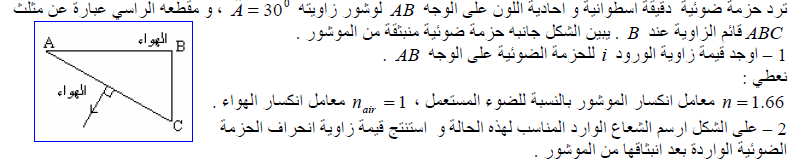 ترد حزمة ضوئية دقيقة اسطوانية و احادية اللون على الوجه AB لوشور زاويته A = 30⁰ ، و مقطعه الراسي عبارة عن مثلث
ABC قائم الزاوية عند B . يبين الشكل جانبه حزمة ضوئية منبثقة من الموشور .
1 – اوجد قيمة زاوية الورود i للحزمة الضوئية على الوجه AB .
نعطي :
n = 1.66 معامل انكسار الموشور بالنسبة للضوء المستعمل ، n_air = 1 معامل انكسار الهواء .
2 – على الشكل ارسم الشعاع الوارد المناسب لهذه الحالة و استنتج قيمة زاوية انحراف الحزمة
الضوئية الواردة بعد انبثاقها من الموشور .
A
الهواء
B
الهواء
C